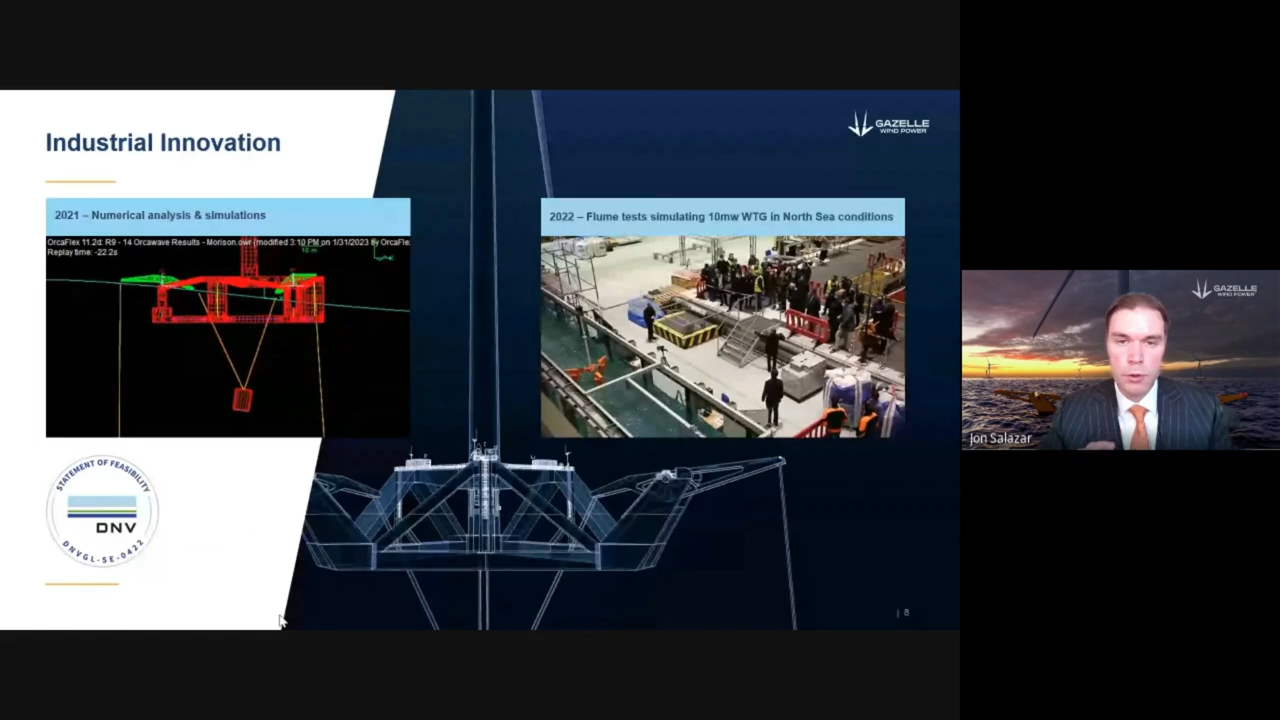 Industrial Innovation
GAZELLE
WIND POWER
2021 – Numerical analysis & simulations
2022 – Flume tests simulating 10mw WTG in North Sea conditions
OrcaFlex 11.2d: R9 - 14 Orcawave Results - Morison.owr (modified 3:10 PM on 1/31/2023 by OrcaFle
Replay time: -22.2s
10 m
STATEMENT OF FEASIBILITY
DNV
DNVGL-SE-0422
| 8
GAZELLE
WIND POWER
Jon Salazar